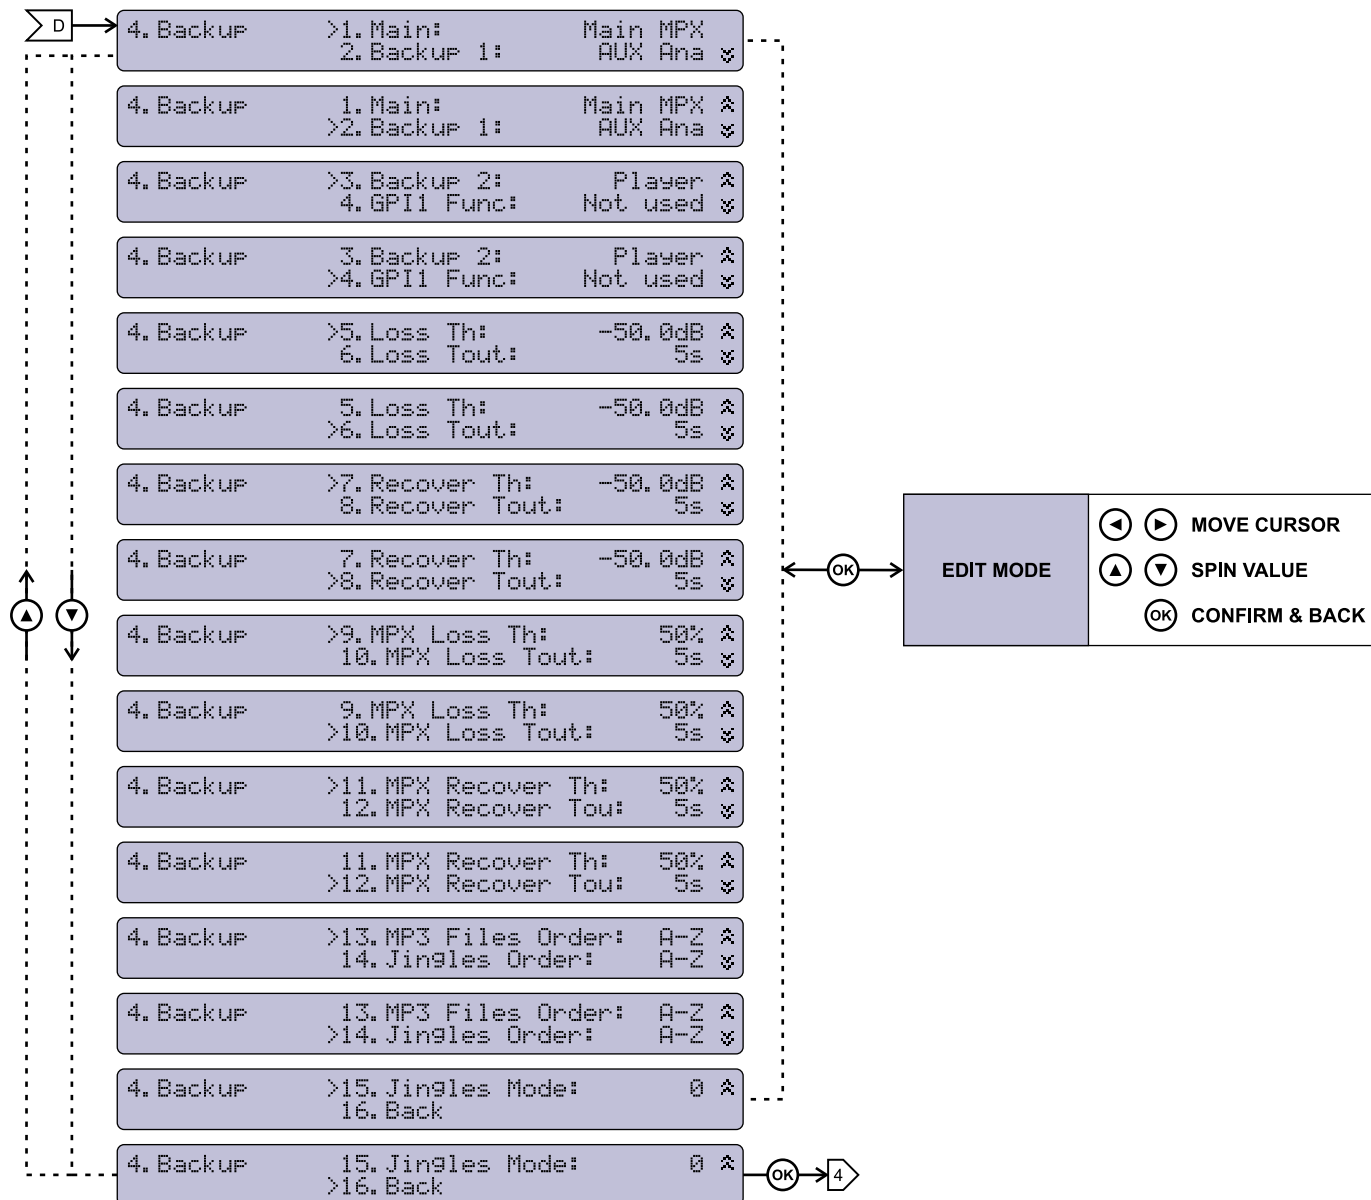 D
4.Backup >1.Main: Main MPX
2.Backup 1: AUX Ana
4.Backup 1.Main: Main MPX
>2.Backup 1: AUX Ana
4.Backup >3.Backup 2: Player
4.GPI1 Func: Not used
4.Backup 3.Backup 2: Player
>4.GPI1 Func: Not used
4.Backup >5.Loss Th: -50.0dB
6.Loss Tout: 5s
4.Backup 5.Loss Th: -50.0dB
>6.Loss Tout: 5s
4.Backup >7.Recover Th: -50.0dB
8.Recover Tout: 5s
4.Backup 7.Recover Th: -50.0dB
>8.Recover Tout: 5s
4.Backup >9.MPX Loss Th: 50%
10.MPX Loss Tout: 5s
4.Backup 9.MPX Loss Th: 50%
>10.MPX Loss Tout: 5s
4.Backup >11.MPX Recover Th: 50%
12.MPX Recover Tou: 5s
4.Backup 11.MPX Recover Th: 50%
>12.MPX Recover Tou: 5s
4.Backup >13.MP3 Files Order: A-Z
14.Jingles Order: A-Z
4.Backup 13.MP3 Files Order: A-Z
>14.Jingles Order: A-Z
4.Backup >15.Jingles Mode: 0
16.Back
4.Backup 15.Jingles Mode: 0
>16.Back
OK
4
OK
EDIT MODE
MOVE CURSOR
SPIN VALUE
OK CONFIRM & BACK